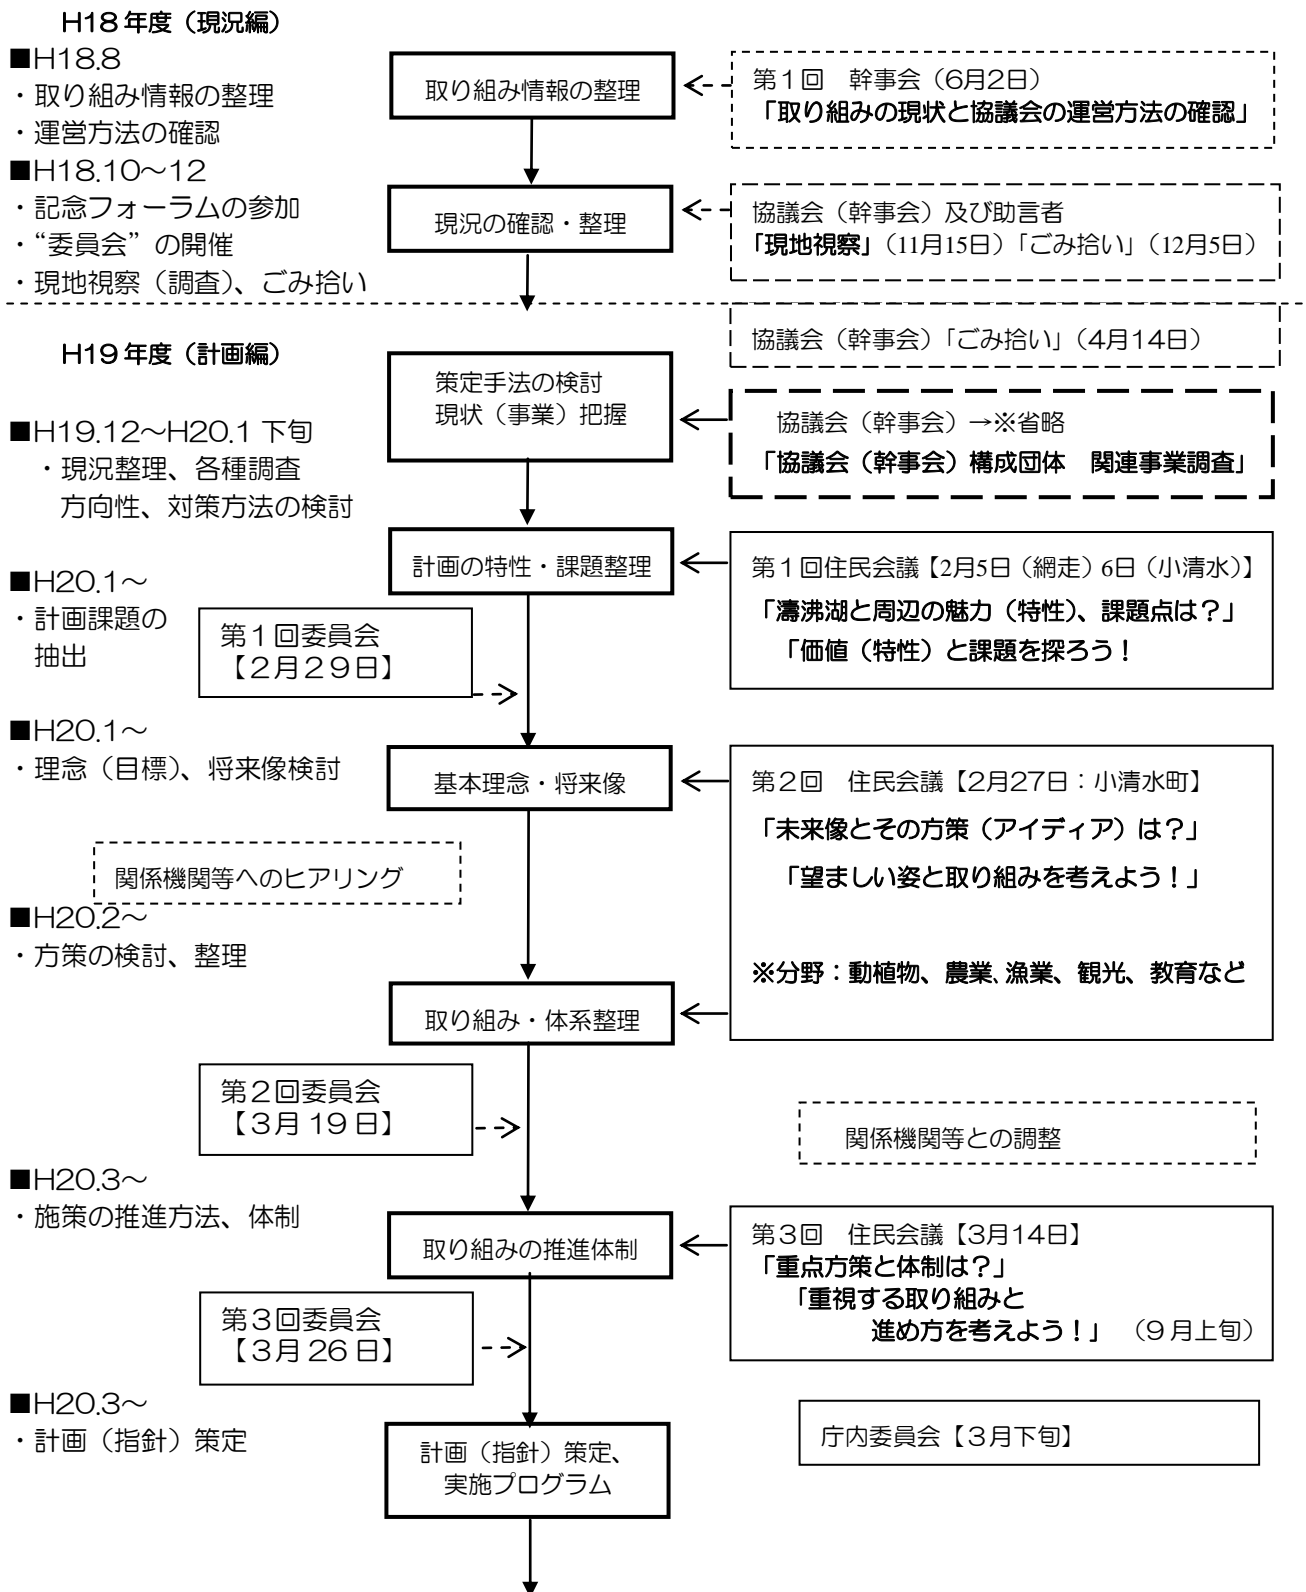 H18年度（現況編）
■H18.8
・取り組み情報の整理
・運営方法の確認
取り組み情報の整理
第１回　幹事会（6月2日）
「取り組みの現状と協議会の運営方法の確認」
■H18.10～12
・記念フォーラムの参加
・“委員会”の開催
・現地視察（調査）、ごみ拾い
現況の確認・整理
協議会（幹事会）及び助言者
「現地視察」（11月15日）「ごみ拾い」（12月5日）
協議会（幹事会）「ごみ拾い」（4月14日）
H19年度（計画編）
策定手法の検討
現状（事業）把握
協議会（幹事会）→※省略
「協議会（幹事会）構成団体　関連事業調査」
■H19.12～H20.1下旬
・現況整理、各種調査
方向性、対策方法の検討
計画の特性・課題整理
第１回住民会議【2月5日（網走）6日（小清水）】
「濤沸湖と周辺の魅力（特性）、課題点は？」
「価値（特性）と課題を探ろう！
■H20.1～
・計画課題の
抽出
第１回委員会
【２月２９日】
■H20.1～
・理念（目標）、将来像検討
基本理念・将来像
第２回　住民会議【2月27日：小清水町】
「未来像とその方策（アイディア）は？」
「望ましい姿と取り組みを考えよう！」
※分野：動植物、農業、漁業、観光、教育など
関係機関等へのヒアリング
■H20.2～
・方策の検討、整理
取り組み・体系整理
第２回委員会
【３月19日】
関係機関等との調整
■H20.3～
・施策の推進方法、体制
取り組みの推進体制
第３回　住民会議【3月14日】
「重点方策と体制は？」
「重視する取り組みと
進め方を考えよう！」（9月上旬）
第３回委員会
【３月26日】
■H20.3～
・計画（指針）策定
計画（指針）策定、
実施プログラム
庁内委員会【3月下旬】